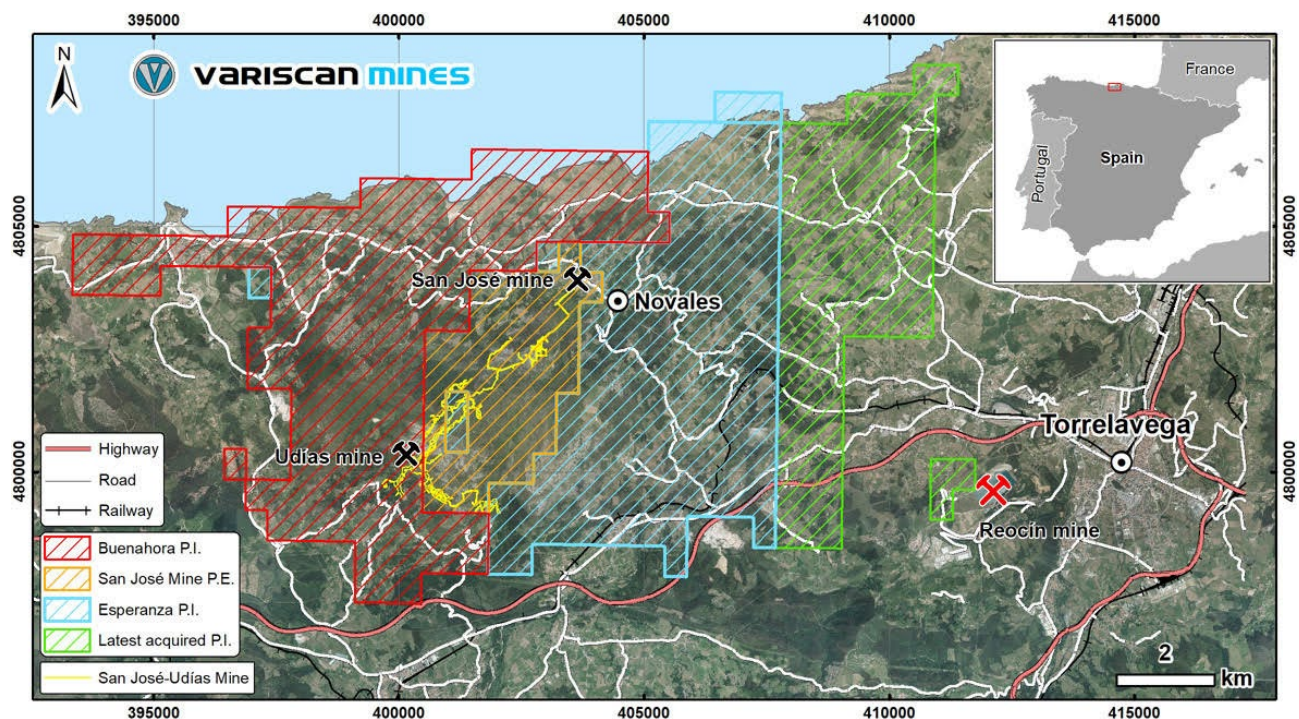 395000 400000 405000 410000 415000
N
V VARISCAN MINES
France
Portugal
Spain
4805000
4805000
San José mine
Novales
Torrelavega
Udías mine
Reocín mine
4800000
4800000
Highway
Road
Railway
Buenahora P.I.
San José Mine P.E.
Esperanza P.I.
Latest acquired P.I.
San José-Udías Mine
2
km
395000 400000 405000 410000 415000